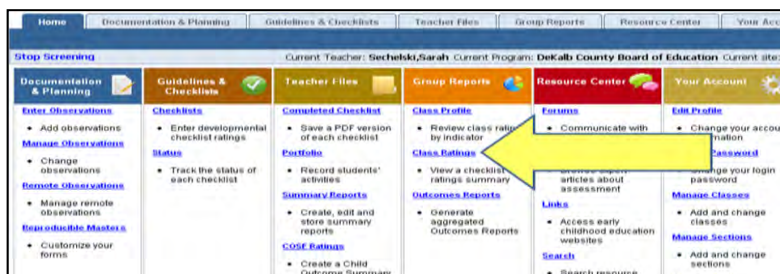 Home Documentation & Planning Guidelines & Checklists Teacher Files Group Reports Resource Center Your Acc
Stop Screening Current Teacher: Sechelski,Sarah Current Program: DeKalb County Board of Education Current site:
Documentation & Planning
Enter Observations
• Add observations
Manage Observations
• Change
observations
Remote Observations
• Manage remote
observations
Reproducible Masters
• Customize your
forms
Guidelines &
Checklists
Checklists
• Enter developmental
checklist ratings
Status
• Track the status of
each checklist
Teacher Files
Completed Checklist
• Save a PDF version
of each checklist
Portfolio
• Record students'
activities
Summary Reports
• Create, edit and
store summary
reports
COSF Ratings
• Create a Child
Outcome Summary
Group Reports
Class Profile
• Review class ratin
by indicator
Class Ratings
• View a checklist
ratings summary
Outcomes Reports
• Generate
aggregated
Outcomes Reports
Resource Center
Forums
• Communicate with
articles about
assessment
Links
• Access early
childhood education
websites
Search
• Search resource
Your Account
Edit Profile
• Change your accou
mation
Password
ange your login
password
Manage Classes
• Add and change
classes
Manage Sections
• Add and change
sections